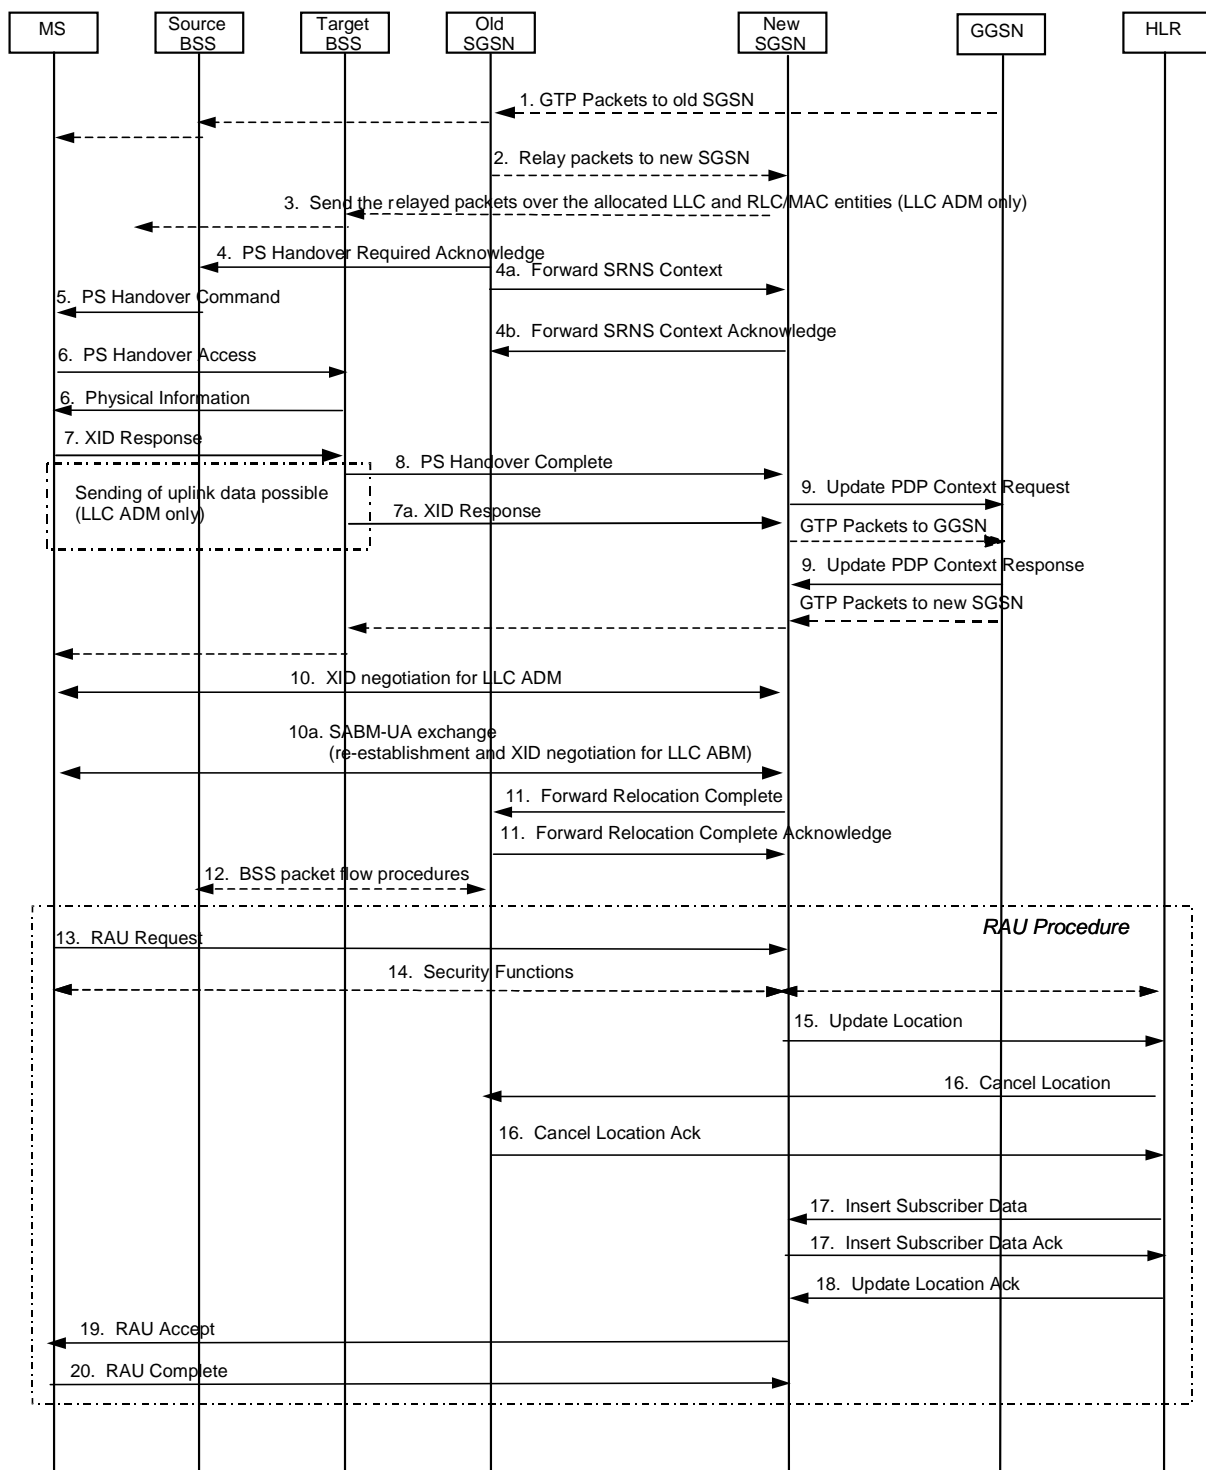 MS
Source
BSS
Target
BSS
Old
SGSN
New
SGSN
GGSN
HLR
1. GTP Packets to old SGSN
2. Relay packets to new SGSN
3. Send the relayed packets over the allocated LLC and RLC/MAC entities (LLC ADM only)
4. PS Handover Required Acknowledge
4a. Forward SRNS Context
5. PS Handover Command
4b. Forward SRNS Context Acknowledge
6. PS Handover Access
6. Physical Information
7. XID Response
8. PS Handover Complete
Sending of uplink data possible
(LLC ADM only)
9. Update PDP Context Request
7a. XID Response
GTP Packets to GGSN
9. Update PDP Context Response
GTP Packets to new SGSN
10. XID negotiation for LLC ADM
10a. SABM-UA exchange
(re-establishment and XID negotiation for LLC ABM)
11. Forward Relocation Complete
11. Forward Relocation Complete Acknowledge
12. BSS packet flow procedures
RAU Procedure
13. RAU Request
14. Security Functions
15. Update Location
16. Cancel Location
16. Cancel Location Ack
17. Insert Subscriber Data
17. Insert Subscriber Data Ack
18. Update Location Ack
19. RAU Accept
20. RAU Complete